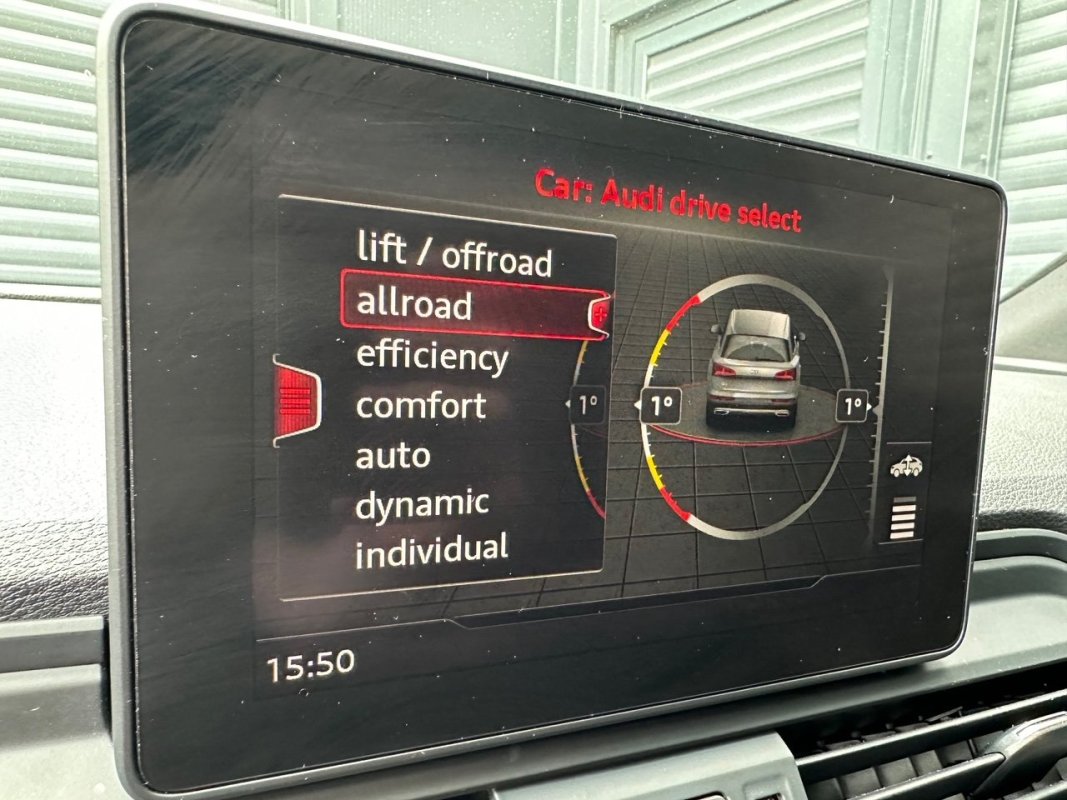 Car: Audi drive select
lift / offroad
allroad
efficiency
comfort
auto
dynamic
individual
1°
1°
1°
15:50